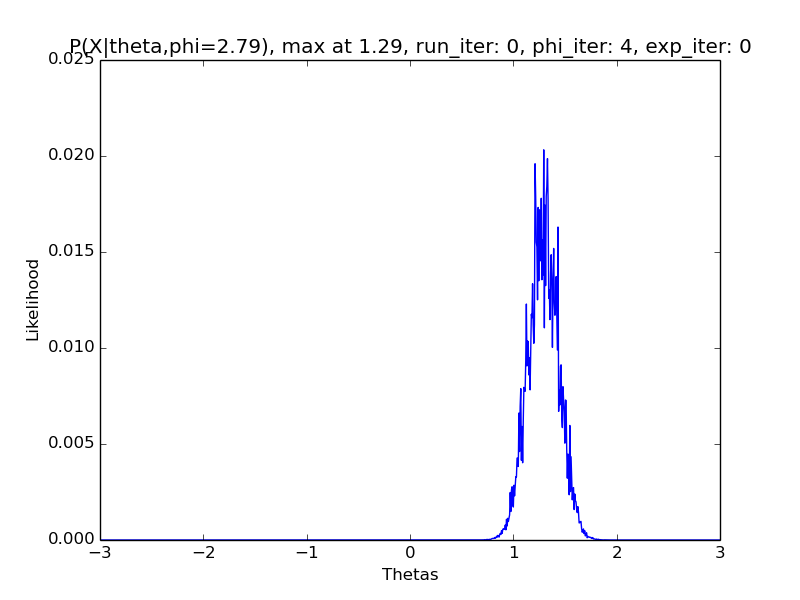 P(X|theta,phi=2.79), max at 1.29, run_iter: 0, phi_iter: 4, exp_iter: 0
0.025
0.020
0.015
0.010
0.005
0.000
Likelihood
−3 −2 −1 0 1 2 3
Thetas